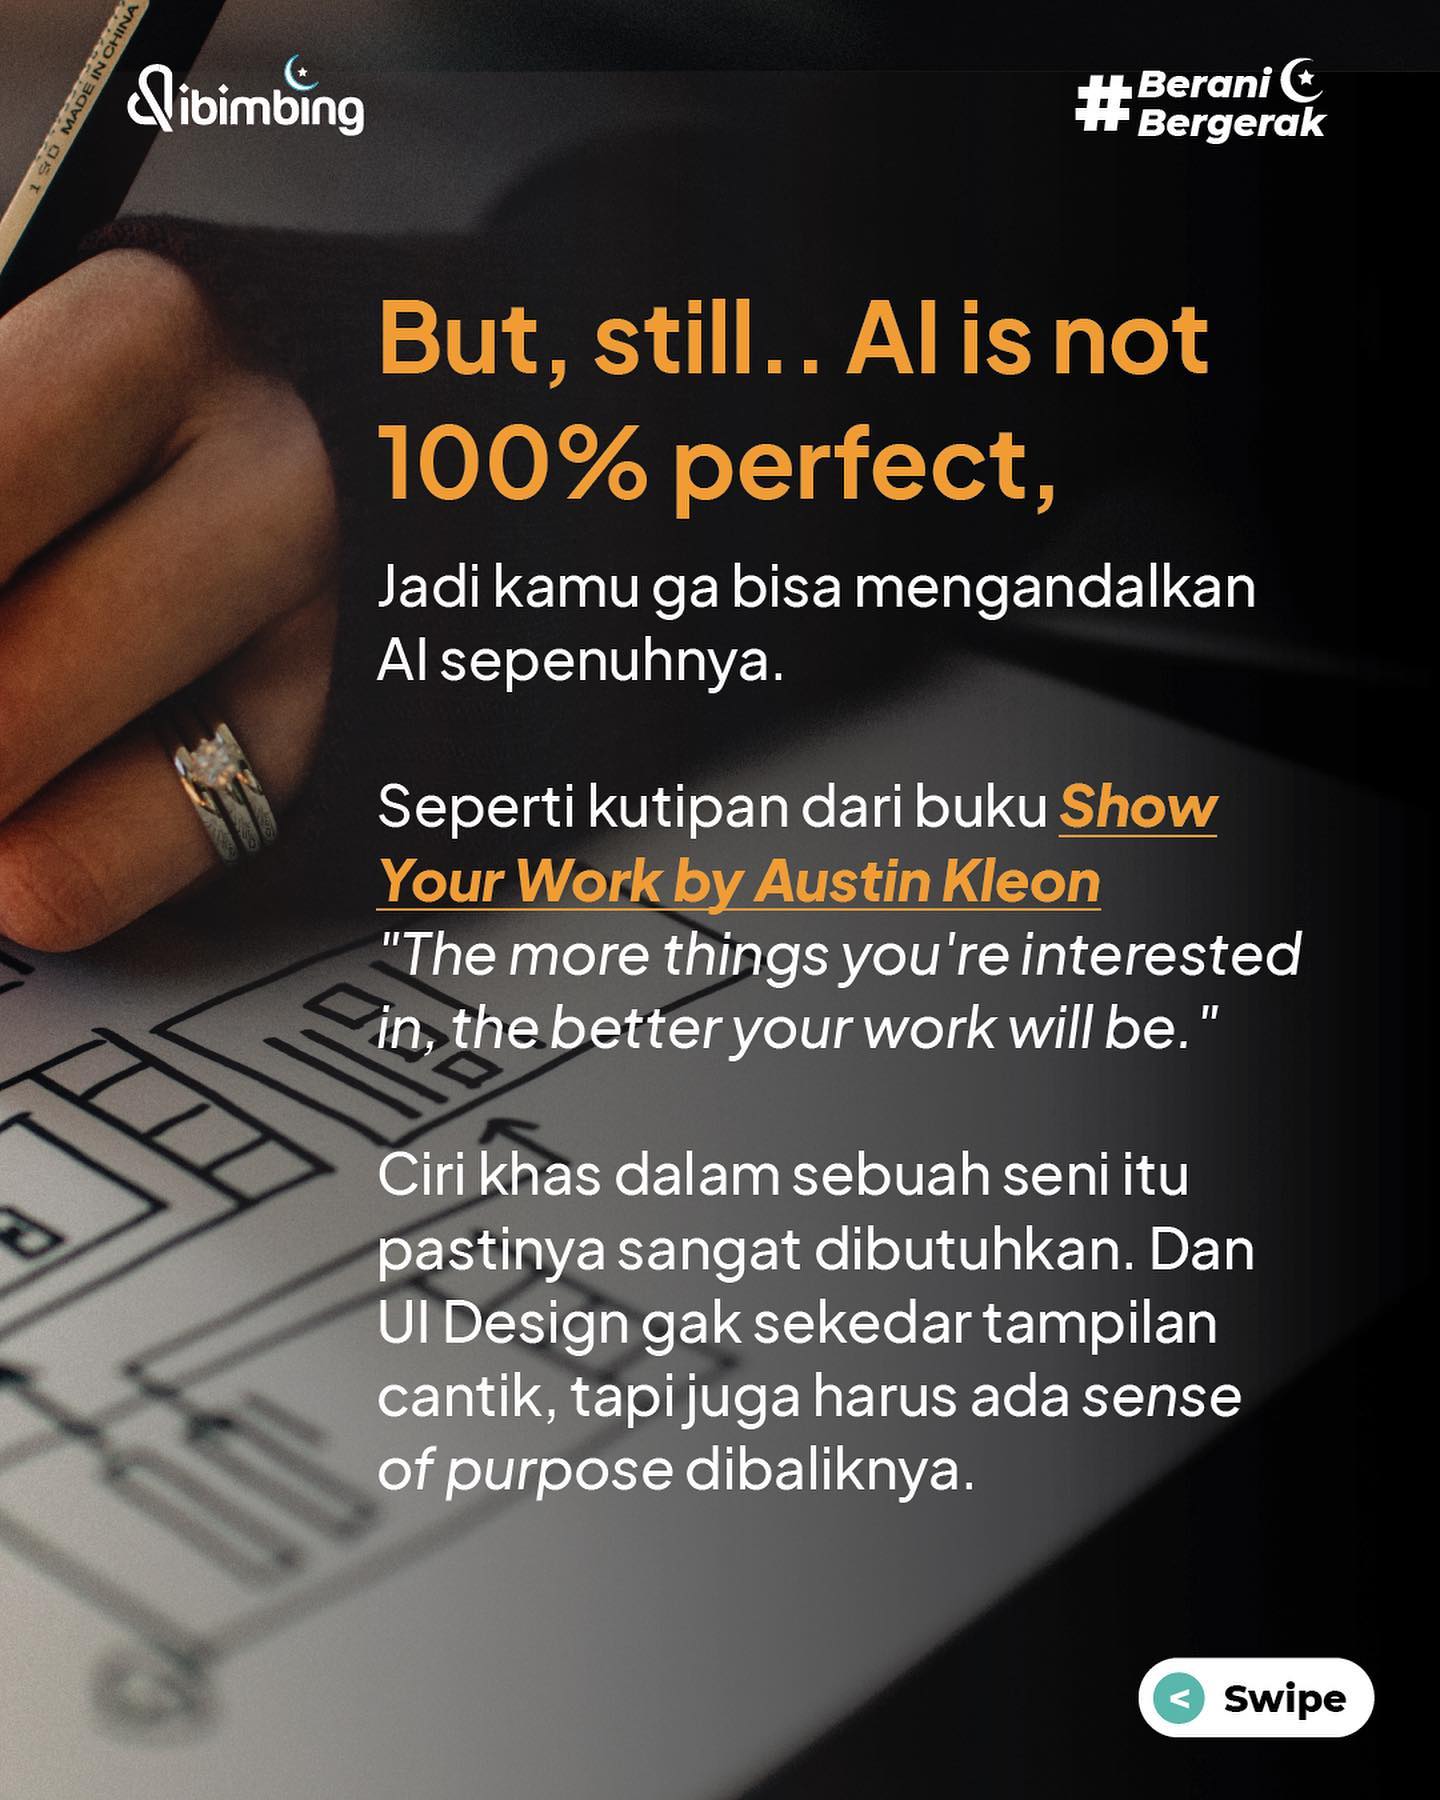 150 MADE IN CHINA
dibimbing
#Berani
Bergerak
But, still.. AI is not
100% perfect,
Jadi kamu ga bisa mengandalkan
AI sepenuhnya.
Seperti kutipan dari buku Show
Your Work by Austin Kleon
"The more things you're interested
in, the better your work will be."
Ciri khas dalam sebuah seni itu
pastinya sangat dibutuhkan. Dan
UI Design gak sekedar tampilan
cantik, tapi juga harus ada sense
of purpose dibaliknya.
< Swipe